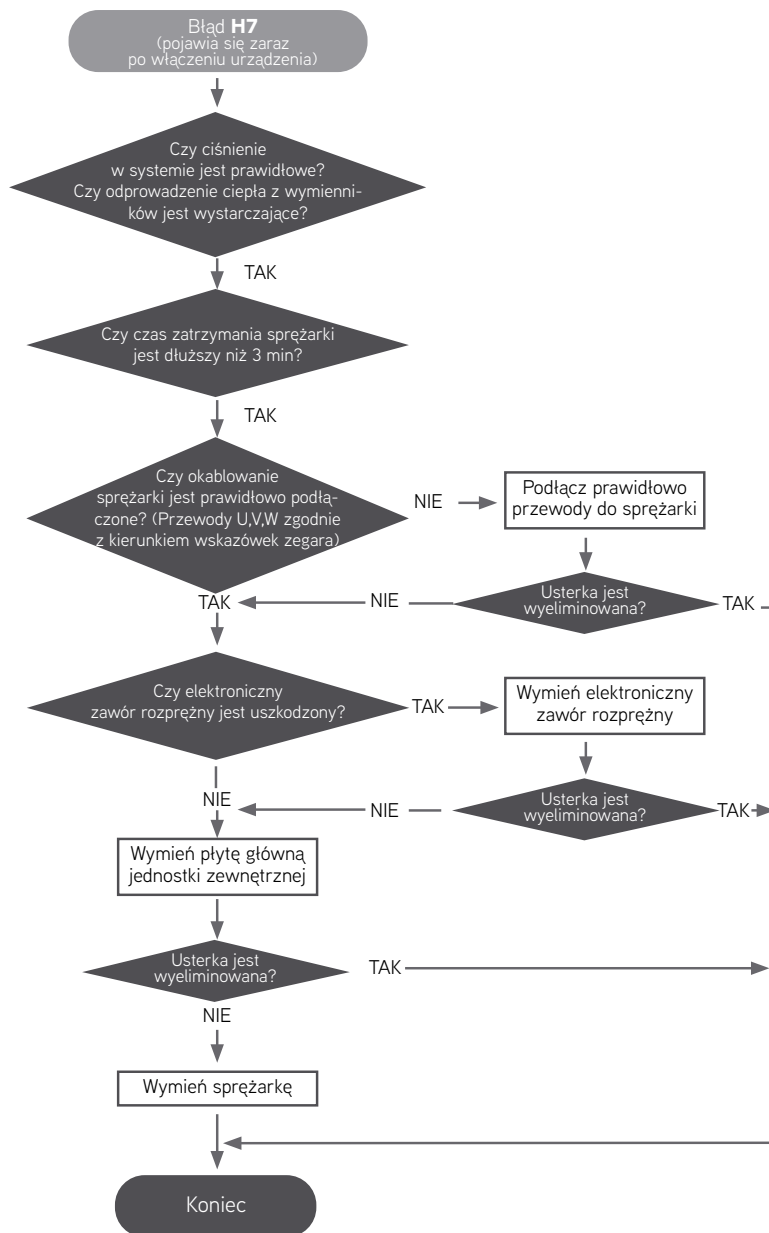 Błąd H7
(pojawia się zaraz
po włączeniu urządzenia)
Czy ciśnienie
w systemie jest prawidłowe?
Czy odprowadzenie ciepła z wymienni-
ków jest wystarczające?
TAK
Czy czas zatrzymania sprężarki
jest dłuższy niż 3 min?
TAK
Czy okablowanie
sprężarki jest prawidłowo podłą-
czone? (Przewody U,V,W zgodnie
z kierunkiem wskazówek zegara)
NIE
Podłącz prawidłowo
przewody do sprężarki
TAK
NIE
Usterka jest
wyeliminowana?
TAK
Czy elektroniczny
zawór rozprężny jest uszkodzony?
TAK
Wymień elektroniczny
zawór rozprężny
NIE
NIE
Usterka jest
wyeliminowana?
TAK
Wymień płytę główną
jednostki zewnętrznej
Usterka jest
wyeliminowana?
TAK
NIE
Wymień sprężarkę
Koniec